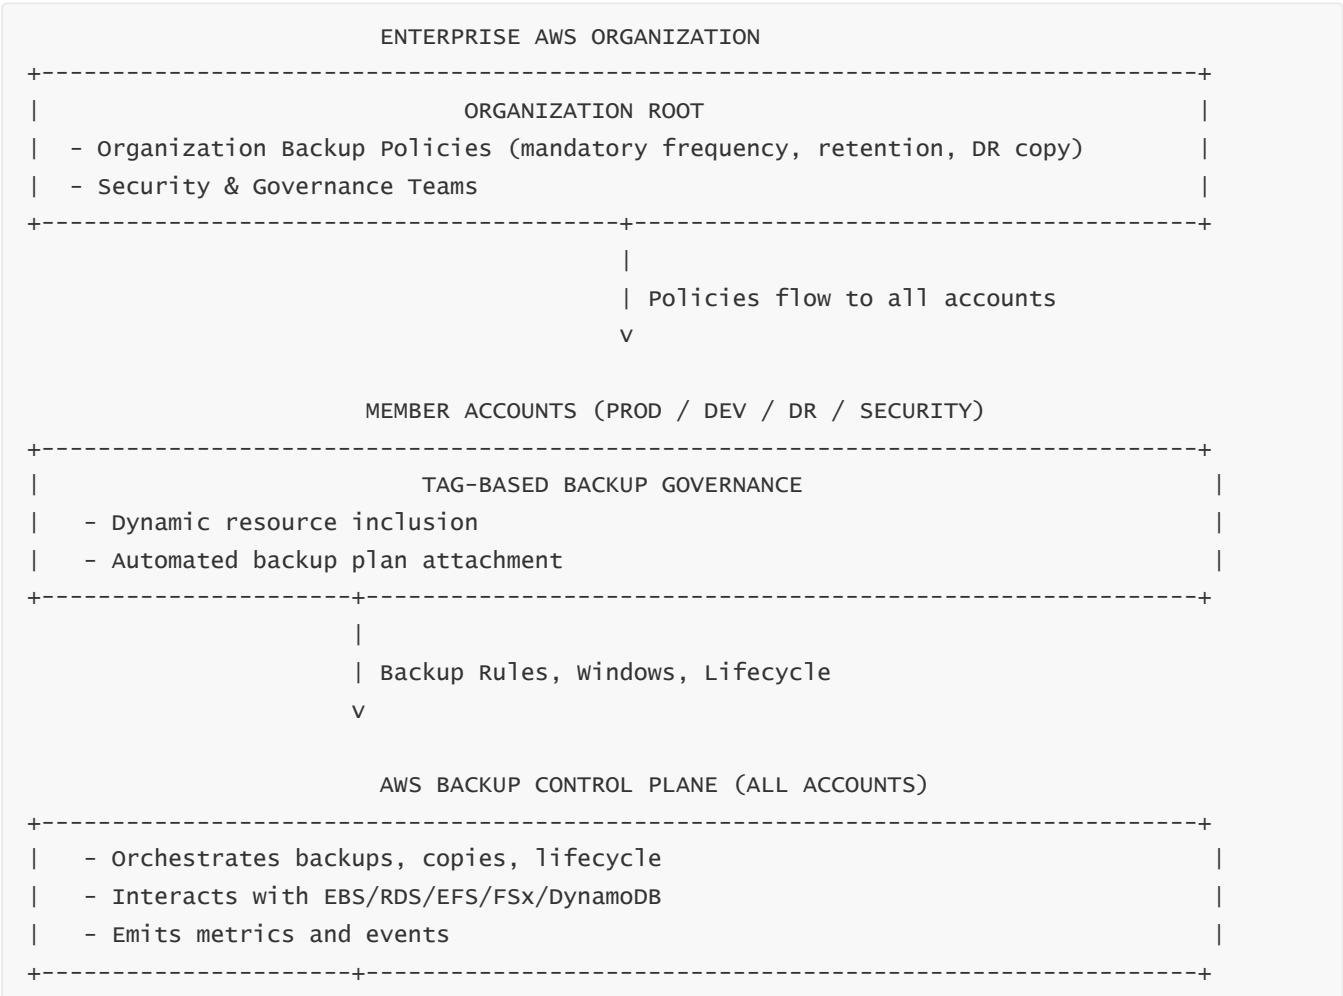 ENTERPRISE AWS ORGANIZATION
+----------------------------------------------------------------------------------+
|                              ORGANIZATION ROOT                                   |
|  - Organization Backup Policies (mandatory frequency, retention, DR copy)        |
|  - Security & Governance Teams                                                   |
+-----------------------------------------+----------------------------------------+
|
| Policies flow to all accounts
v
MEMBER ACCOUNTS (PROD / DEV / DR / SECURITY)
+----------------------------------------------------------------------------------+
|                           TAG-BASED BACKUP GOVERNANCE                             |
|   - Dynamic resource inclusion                                                    |
|   - Automated backup plan attachment                                              |
+----------------------+-----------------------------------------------------------+
|
| Backup Rules, Windows, Lifecycle
v
AWS BACKUP CONTROL PLANE (ALL ACCOUNTS)
+----------------------------------------------------------------------------------+
|   - Orchestrates backups, copies, lifecycle                                       |
|   - Interacts with EBS/RDS/EFS/FSx/DynamoDB                                       |
|   - Emits metrics and events                                                      |
+----------------------+-----------------------------------------------------------+